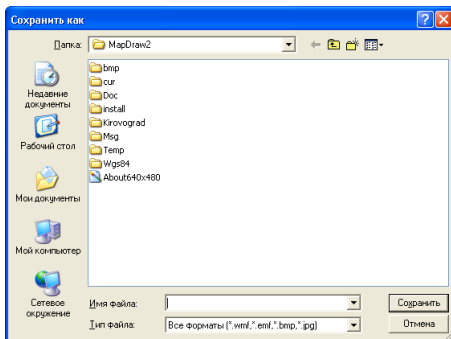 Сохранить как
Папка: MapDraw2
Недавние документы
Рабочий стол
Мои документы
Мой компьютер
Сетевое окружение
bmp
cur
Doc
install
Kirovograd
Msg
Temp
Wgs84
About640x480
Имя файла:
Сохранить
Тип файла: Все форматы (*.wmf,*.emf,*.bmp,*.jpg)
Отмена